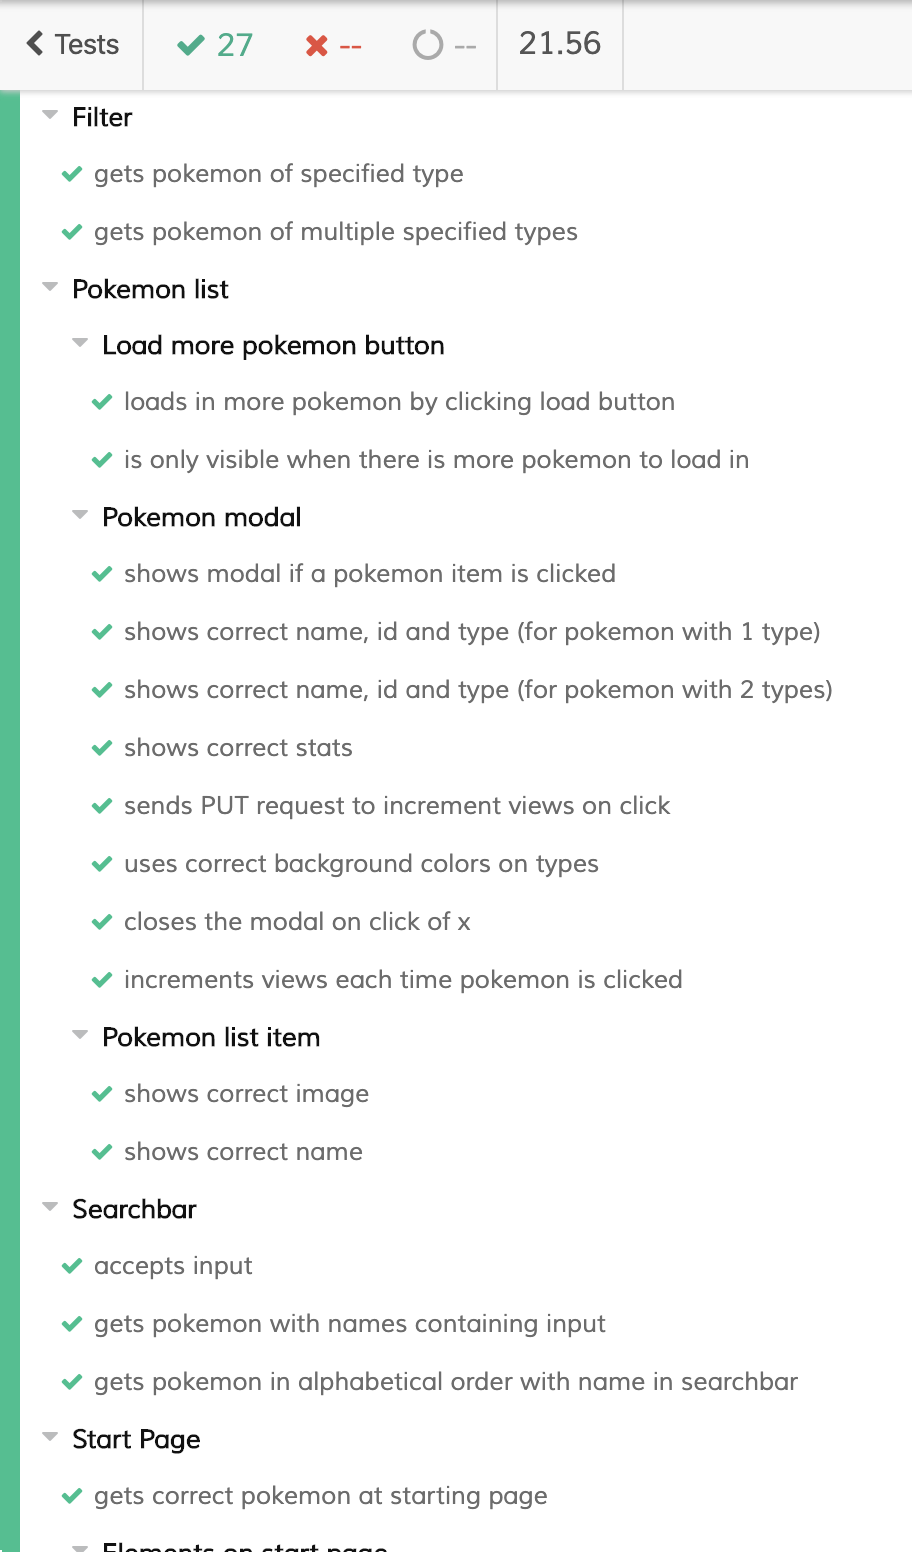 Tests 27 -- -- 21.56
Filter
gets pokemon of specified type
gets pokemon of multiple specified types
Pokemon list
Load more pokemon button
loads in more pokemon by clicking load button
is only visible when there is more pokemon to load in
Pokemon modal
shows modal if a pokemon item is clicked
shows correct name, id and type (for pokemon with 1 type)
shows correct name, id and type (for pokemon with 2 types)
shows correct stats
sends PUT request to increment views on click
uses correct background colors on types
closes the modal on click of x
increments views each time pokemon is clicked
Pokemon list item
shows correct image
shows correct name
Searchbar
accepts input
gets pokemon with names containing input
gets pokemon in alphabetical order with name in searchbar
Start Page
gets correct pokemon at starting page
Elements on start page